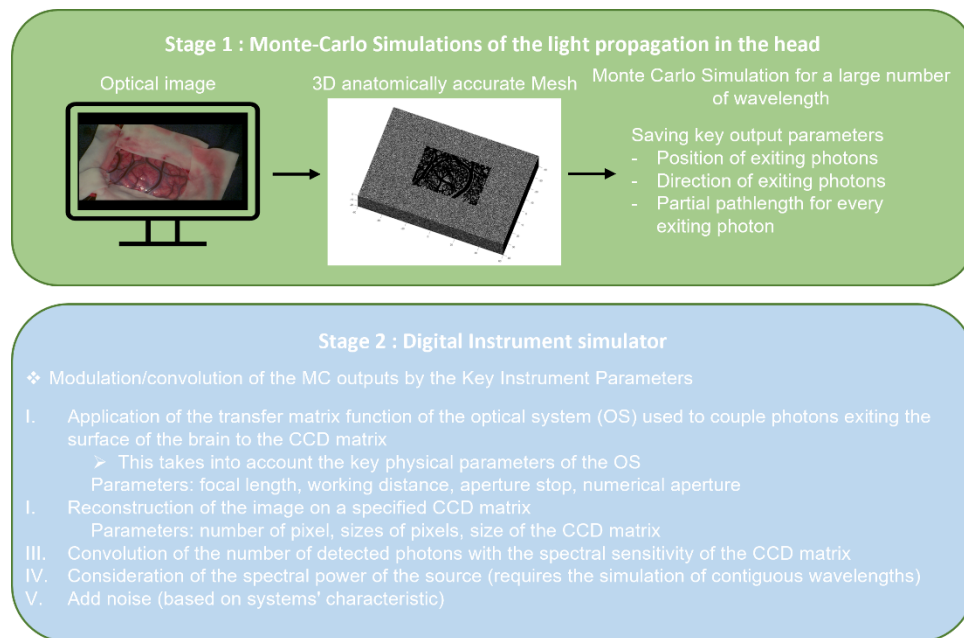 Stage 1 : Monte-Carlo Simulations of the light propagation in the head
Optical image
3D anatomically accurate Mesh
Monte Carlo Simulation for a large number
of wavelength
Saving key output parameters
- Position of exiting photons
- Direction of exiting photons
- Partial pathlength for every
exiting photon
Stage 2 : Digital Instrument simulator
❖ Modulation/convolution of the MC outputs by the Key Instrument Parameters
I. Application of the transfer matrix function of the optical system (OS) used to couple photons exiting the
surface of the brain to the CCD matrix
➢ This takes into account the key physical parameters of the OS
Parameters: focal length, working distance, aperture stop, numerical aperture
I. Reconstruction of the image on a specified CCD matrix
Parameters: number of pixel, sizes of pixels, size of the CCD matrix
III. Convolution of the number of detected photons with the spectral sensitivity of the CCD matrix
IV. Consideration of the spectral power of the source (requires the simulation of contiguous wavelengths)
V. Add noise (based on systems' characteristic)